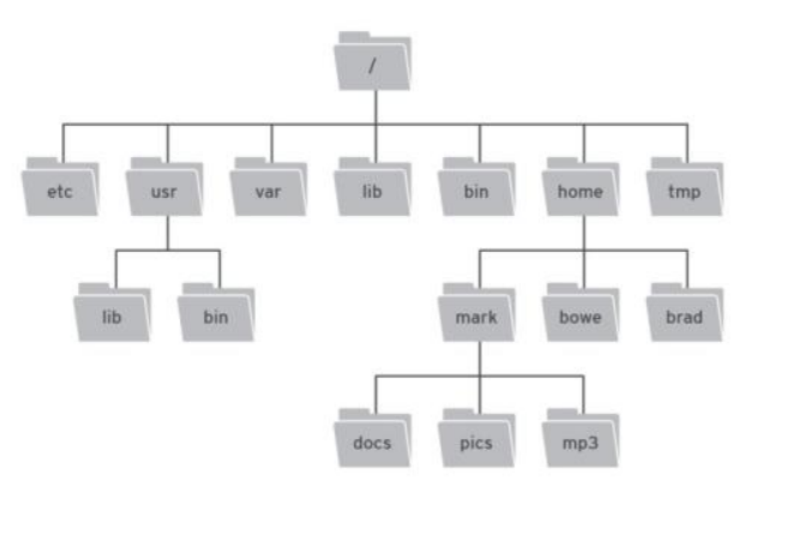 /
etc usr var lib bin home tmp
lib bin mark bowe brad
docs pics mp3